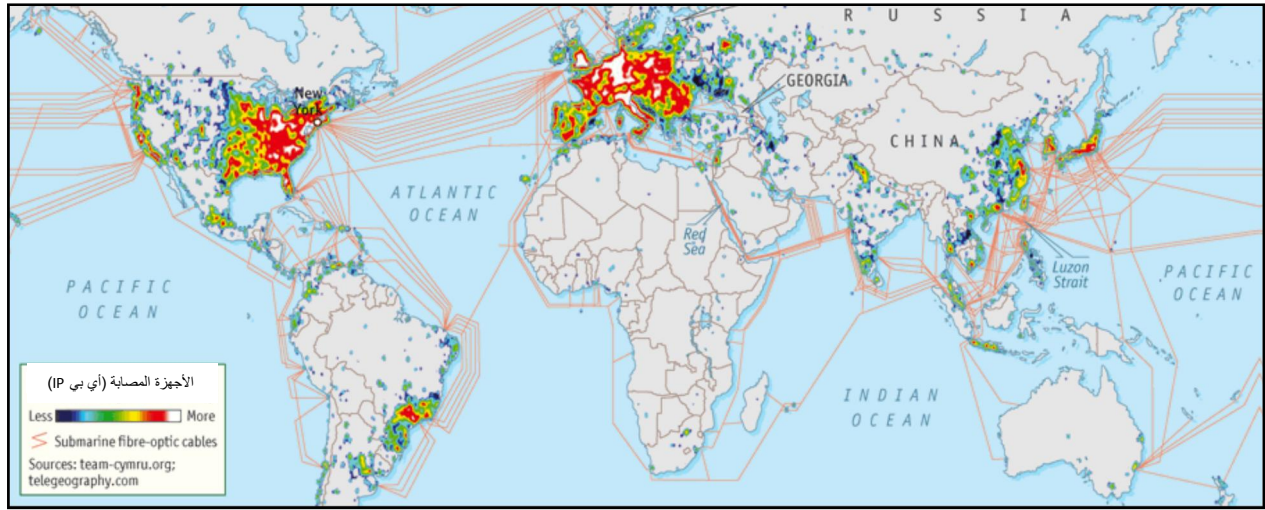 R U S S I A
New
York
GEORGIA
CHINA
ATLANTIC
OCEAN
Red
Sea
Luzon
Strait
PACIFIC
OCEAN
PACIFIC
OCEAN
INDIAN
OCEAN
الأجهزة المصابة (أي بي IP)
Less More
Submarine fibre-optic cables
Sources: team-cymru.org;
telegeography.com